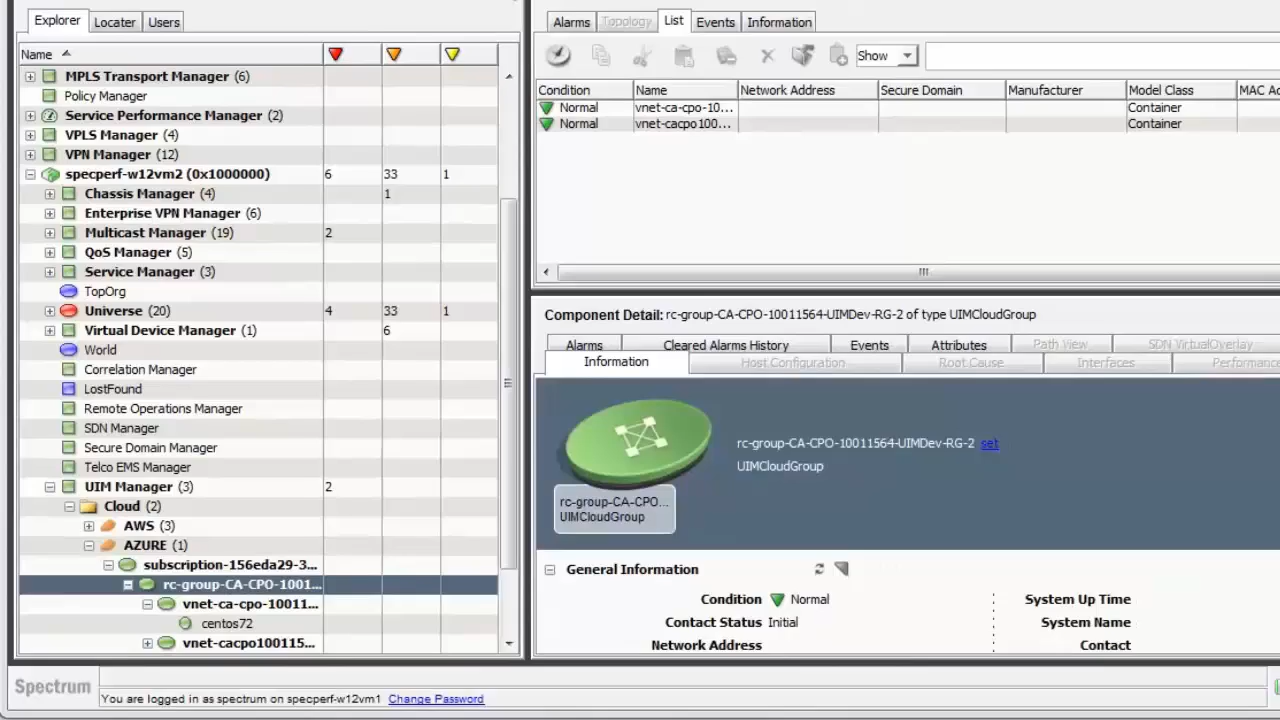 Explorer Locater Users
Name
MPLS Transport Manager (6)
Policy Manager
Service Performance Manager (2)
VPLS Manager (4)
VPN Manager (12)
specperf-w12vm2 (0x1000000) 6 33 1
Chassis Manager (4) 1
Enterprise VPN Manager (6)
Multicast Manager (19) 2
QoS Manager (5)
Service Manager (3)
TopOrg
Universe (20) 4 33 1
Virtual Device Manager (1) 6
World
Correlation Manager
LostFound
Remote Operations Manager
SDN Manager
Secure Domain Manager
Telco EMS Manager
UIM Manager (3) 2
Cloud (2)
AWS (3)
AZURE (1)
subscription-156eda29-3...
rc-group-CA-CPO-1001...
vnet-ca-cpo-10011...
centos72
vnet-cacpo100115...
Alarms Topology List Events Information
Show
Condition Name Network Address Secure Domain Manufacturer Model Class MAC Ad
Normal vnet-ca-cpo-10... Container
Normal vnet-cacpo100... Container
Component Detail: rc-group-CA-CPO-10011564-UIMDev-RG-2 of type UIMCloudGroup
Alarms Cleared Alarms History Events Attributes Path View SDN VirtualOverlay
Information Host Configuration Root Cause Interfaces Performance
rc-group-CA-CPO-10011564-UIMDev-RG-2 set
UIMCloudGroup
rc-group-CA-CPO...
UIMCloudGroup
General Information
Condition Normal System Up Time
Contact Status Initial System Name
Network Address Contact
Spectrum
You are logged in as spectrum on specperf-w12vm1 Change Password